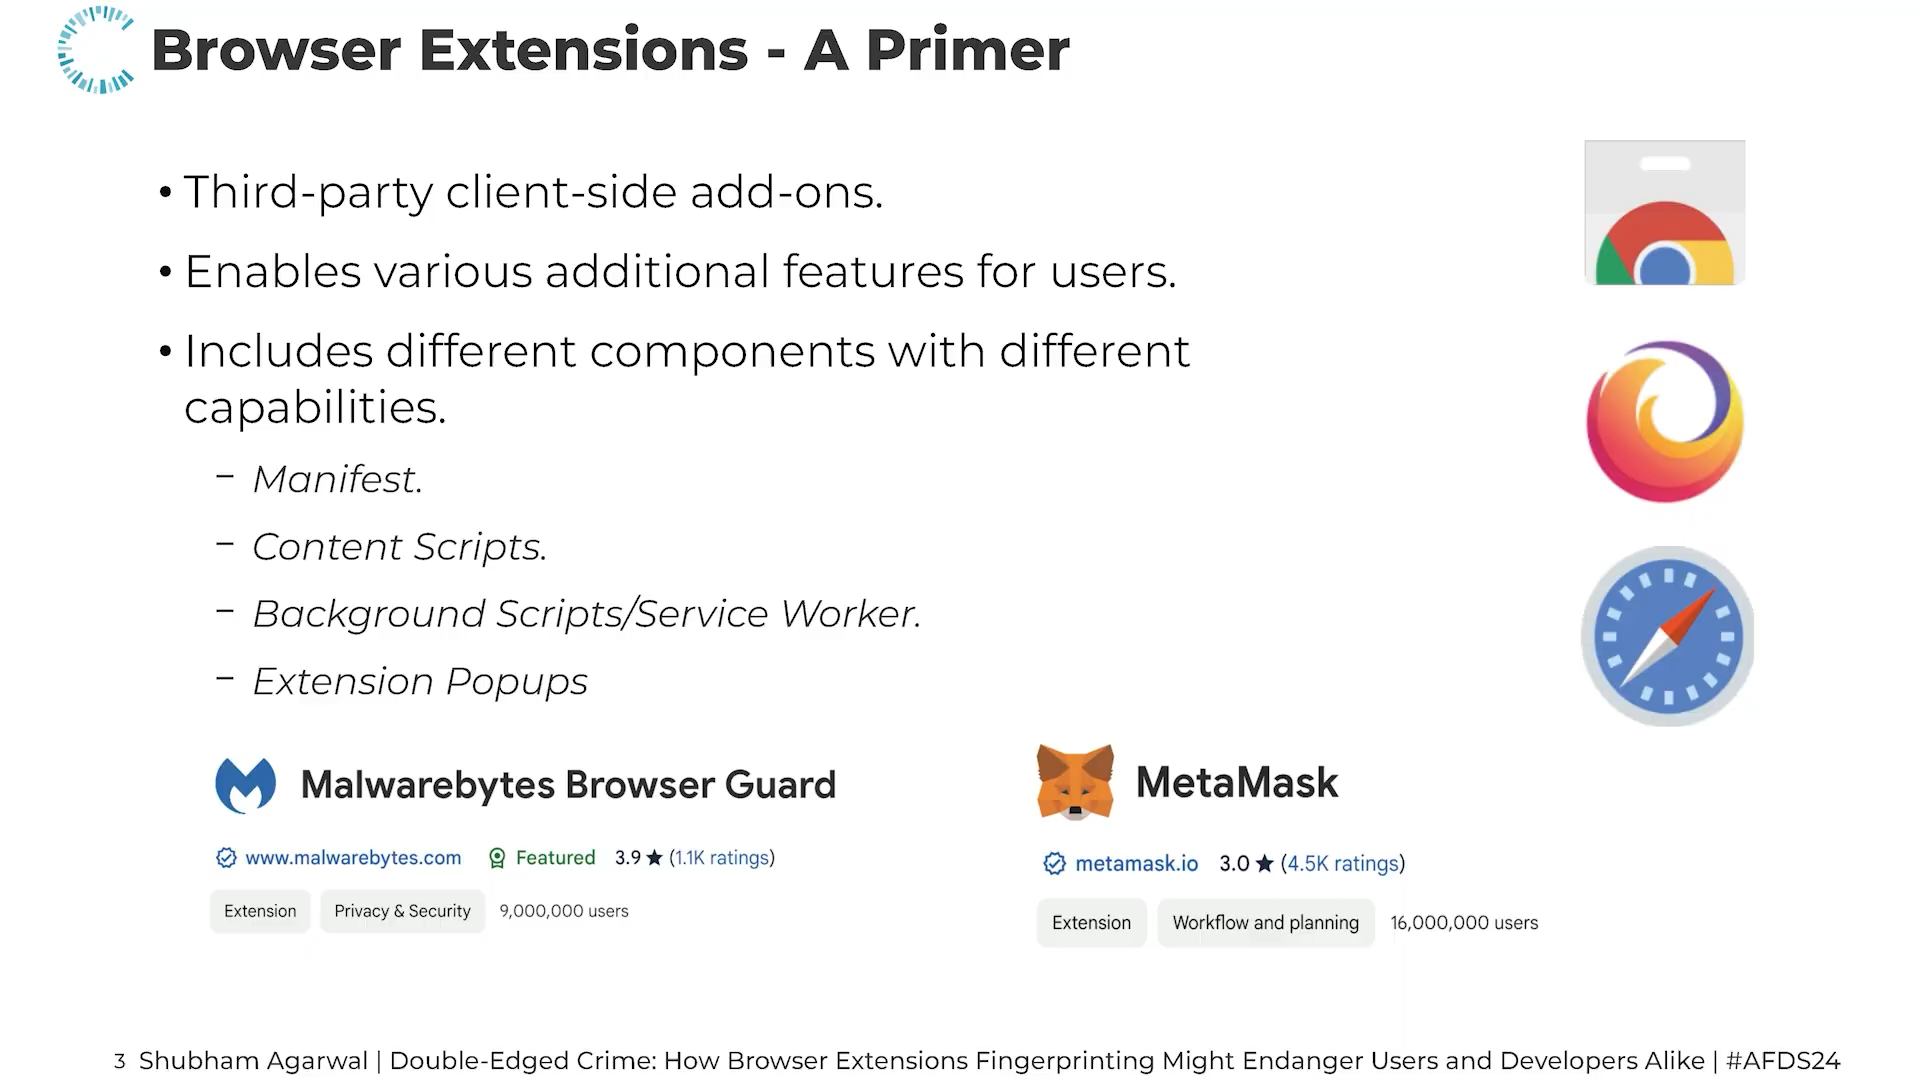 Browser Extensions - A Primer
• Third-party client-side add-ons.
• Enables various additional features for users.
• Includes different components with different
capabilities.
– Manifest.
– Content Scripts.
– Background Scripts/Service Worker.
– Extension Popups
Malwarebytes Browser Guard
www.malwarebytes.com Featured 3.9 ★ (1.1K ratings)
Extension Privacy & Security 9,000,000 users
MetaMask
metamask.io 3.0 ★ (4.5K ratings)
Extension Workflow and planning 16,000,000 users
3 Shubham Agarwal | Double-Edged Crime: How Browser Extensions Fingerprinting Might Endanger Users and Developers Alike | #AFDS24